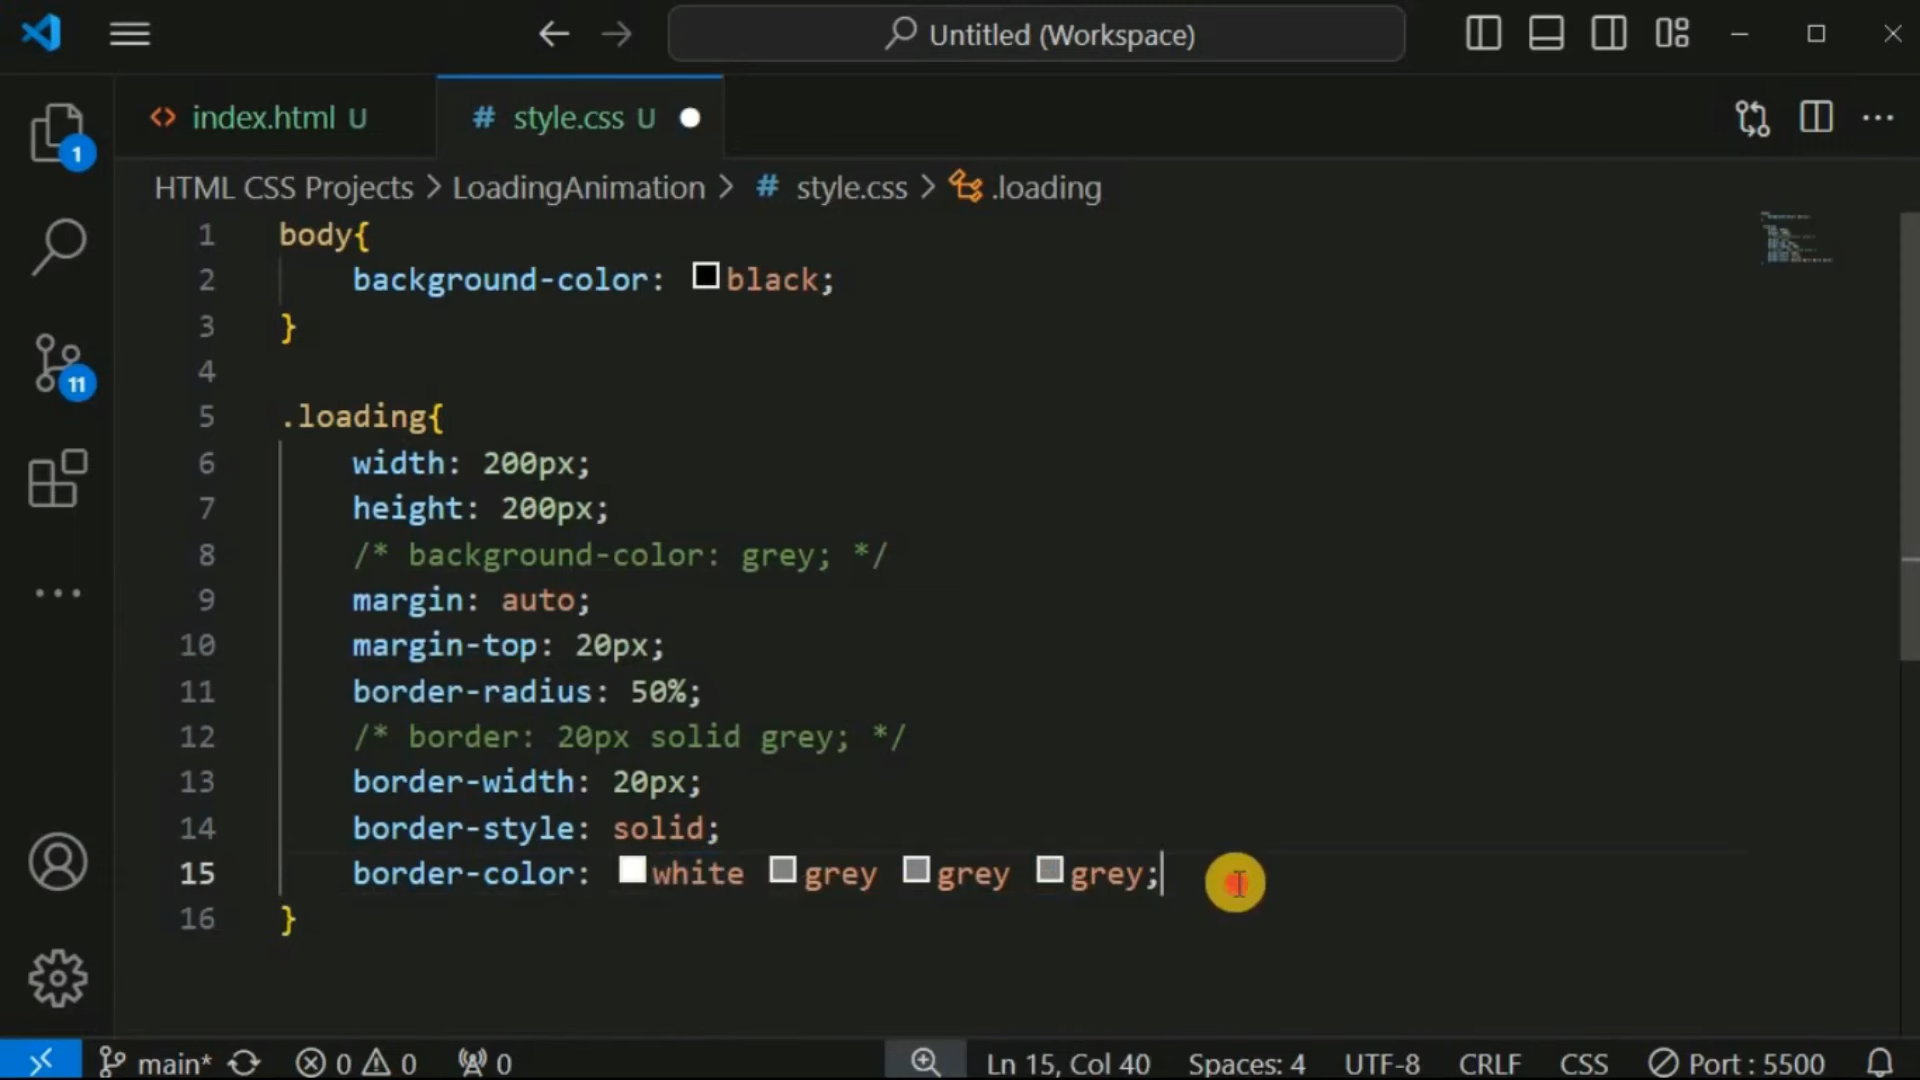 Untitled (Workspace)
index.html U
# style.css U
HTML CSS Projects > LoadingAnimation > # style.css > .loading
1 body{
2 background-color: black;
3 }
4
5 .loading{
6 width: 200px;
7 height: 200px;
8 /* background-color: grey; */
9 margin: auto;
10 margin-top: 20px;
11 border-radius: 50%;
12 /* border: 20px solid grey; */
13 border-width: 20px;
14 border-style: solid;
15 border-color: white grey grey grey;
16 }
1
11
main* 0 0 0 Ln 15, Col 40 Spaces: 4 UTF-8 CRLF CSS Port : 5500